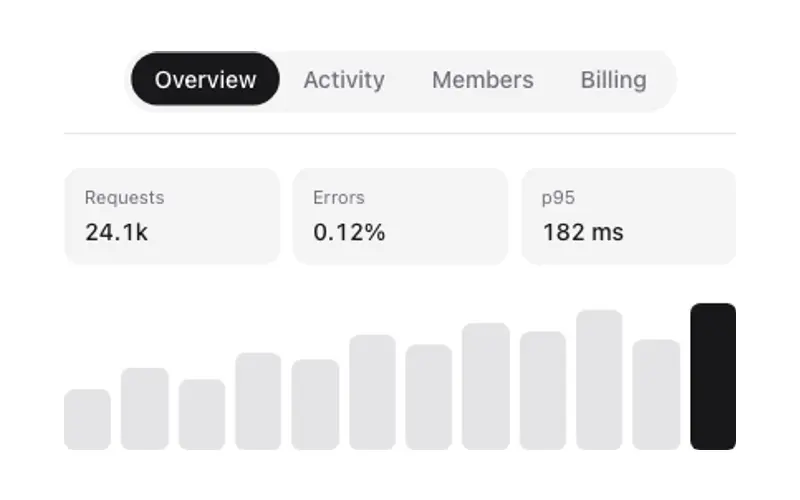 Overview Activity Members Billing
Requests Errors p95
24.1k 0.12% 182 ms